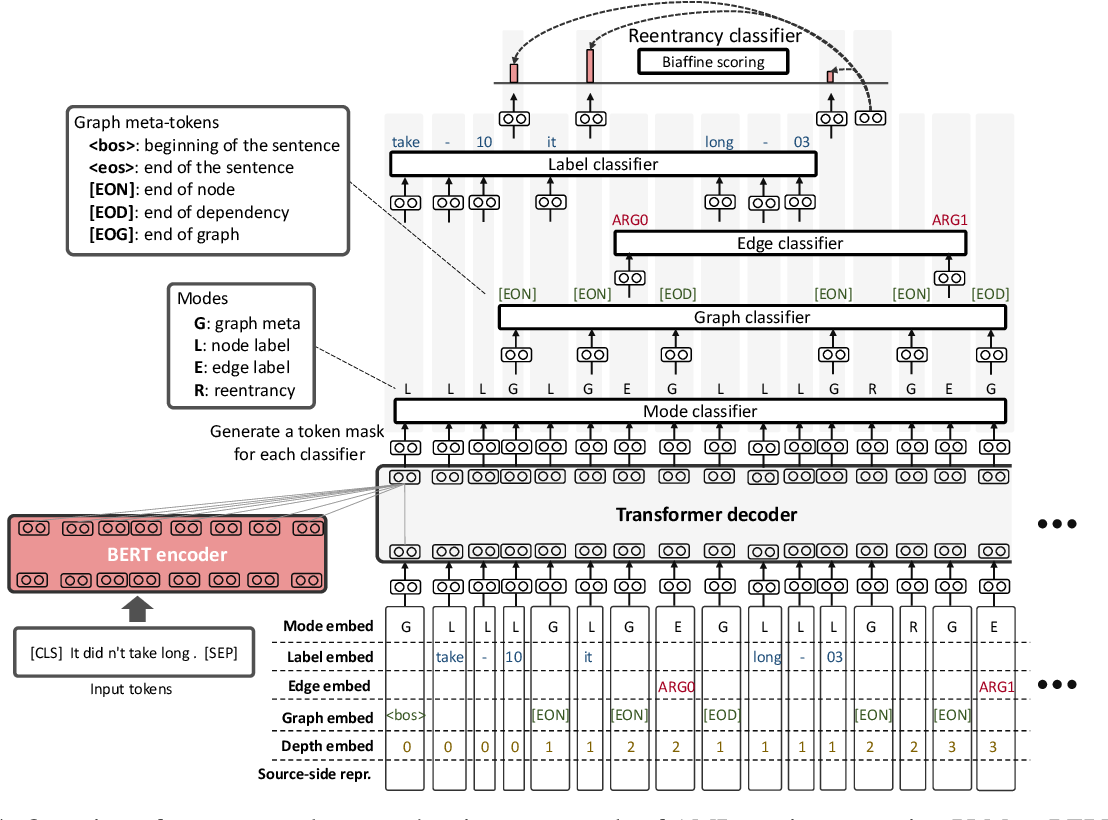 Reentrancy classifier
Biaffine scoring
Graph meta-tokens
<bos>: beginning of the sentence
<eos>: end of the sentence
[EON]: end of node
[EOD]: end of dependency
[EOG]: end of graph
take - 10 it long - 03
Label classifier
ARG0 ARG1
Edge classifier
[EON] [EON] [EOD] [EON] [EON] [EOD]
Graph classifier
Modes
G: graph meta
L: node label
E: edge label
R: reentrancy
L L L G L G E G L L L G R G E G
Mode classifier
Generate a token mask
for each classifier
Transformer decoder
BERT encoder
[CLS] It did n't take long . [SEP]
Input tokens
Mode embed G L L L G L G E G L L L G R G E
Label embed take - 10 it long - 03
Edge embed ARG0 ARG1
Graph embed <bos> [EON] [EON] [EOD] [EON] [EON]
Depth embed 0 0 0 0 1 1 2 2 1 1 1 1 2 2 3 3
Source-side repr.